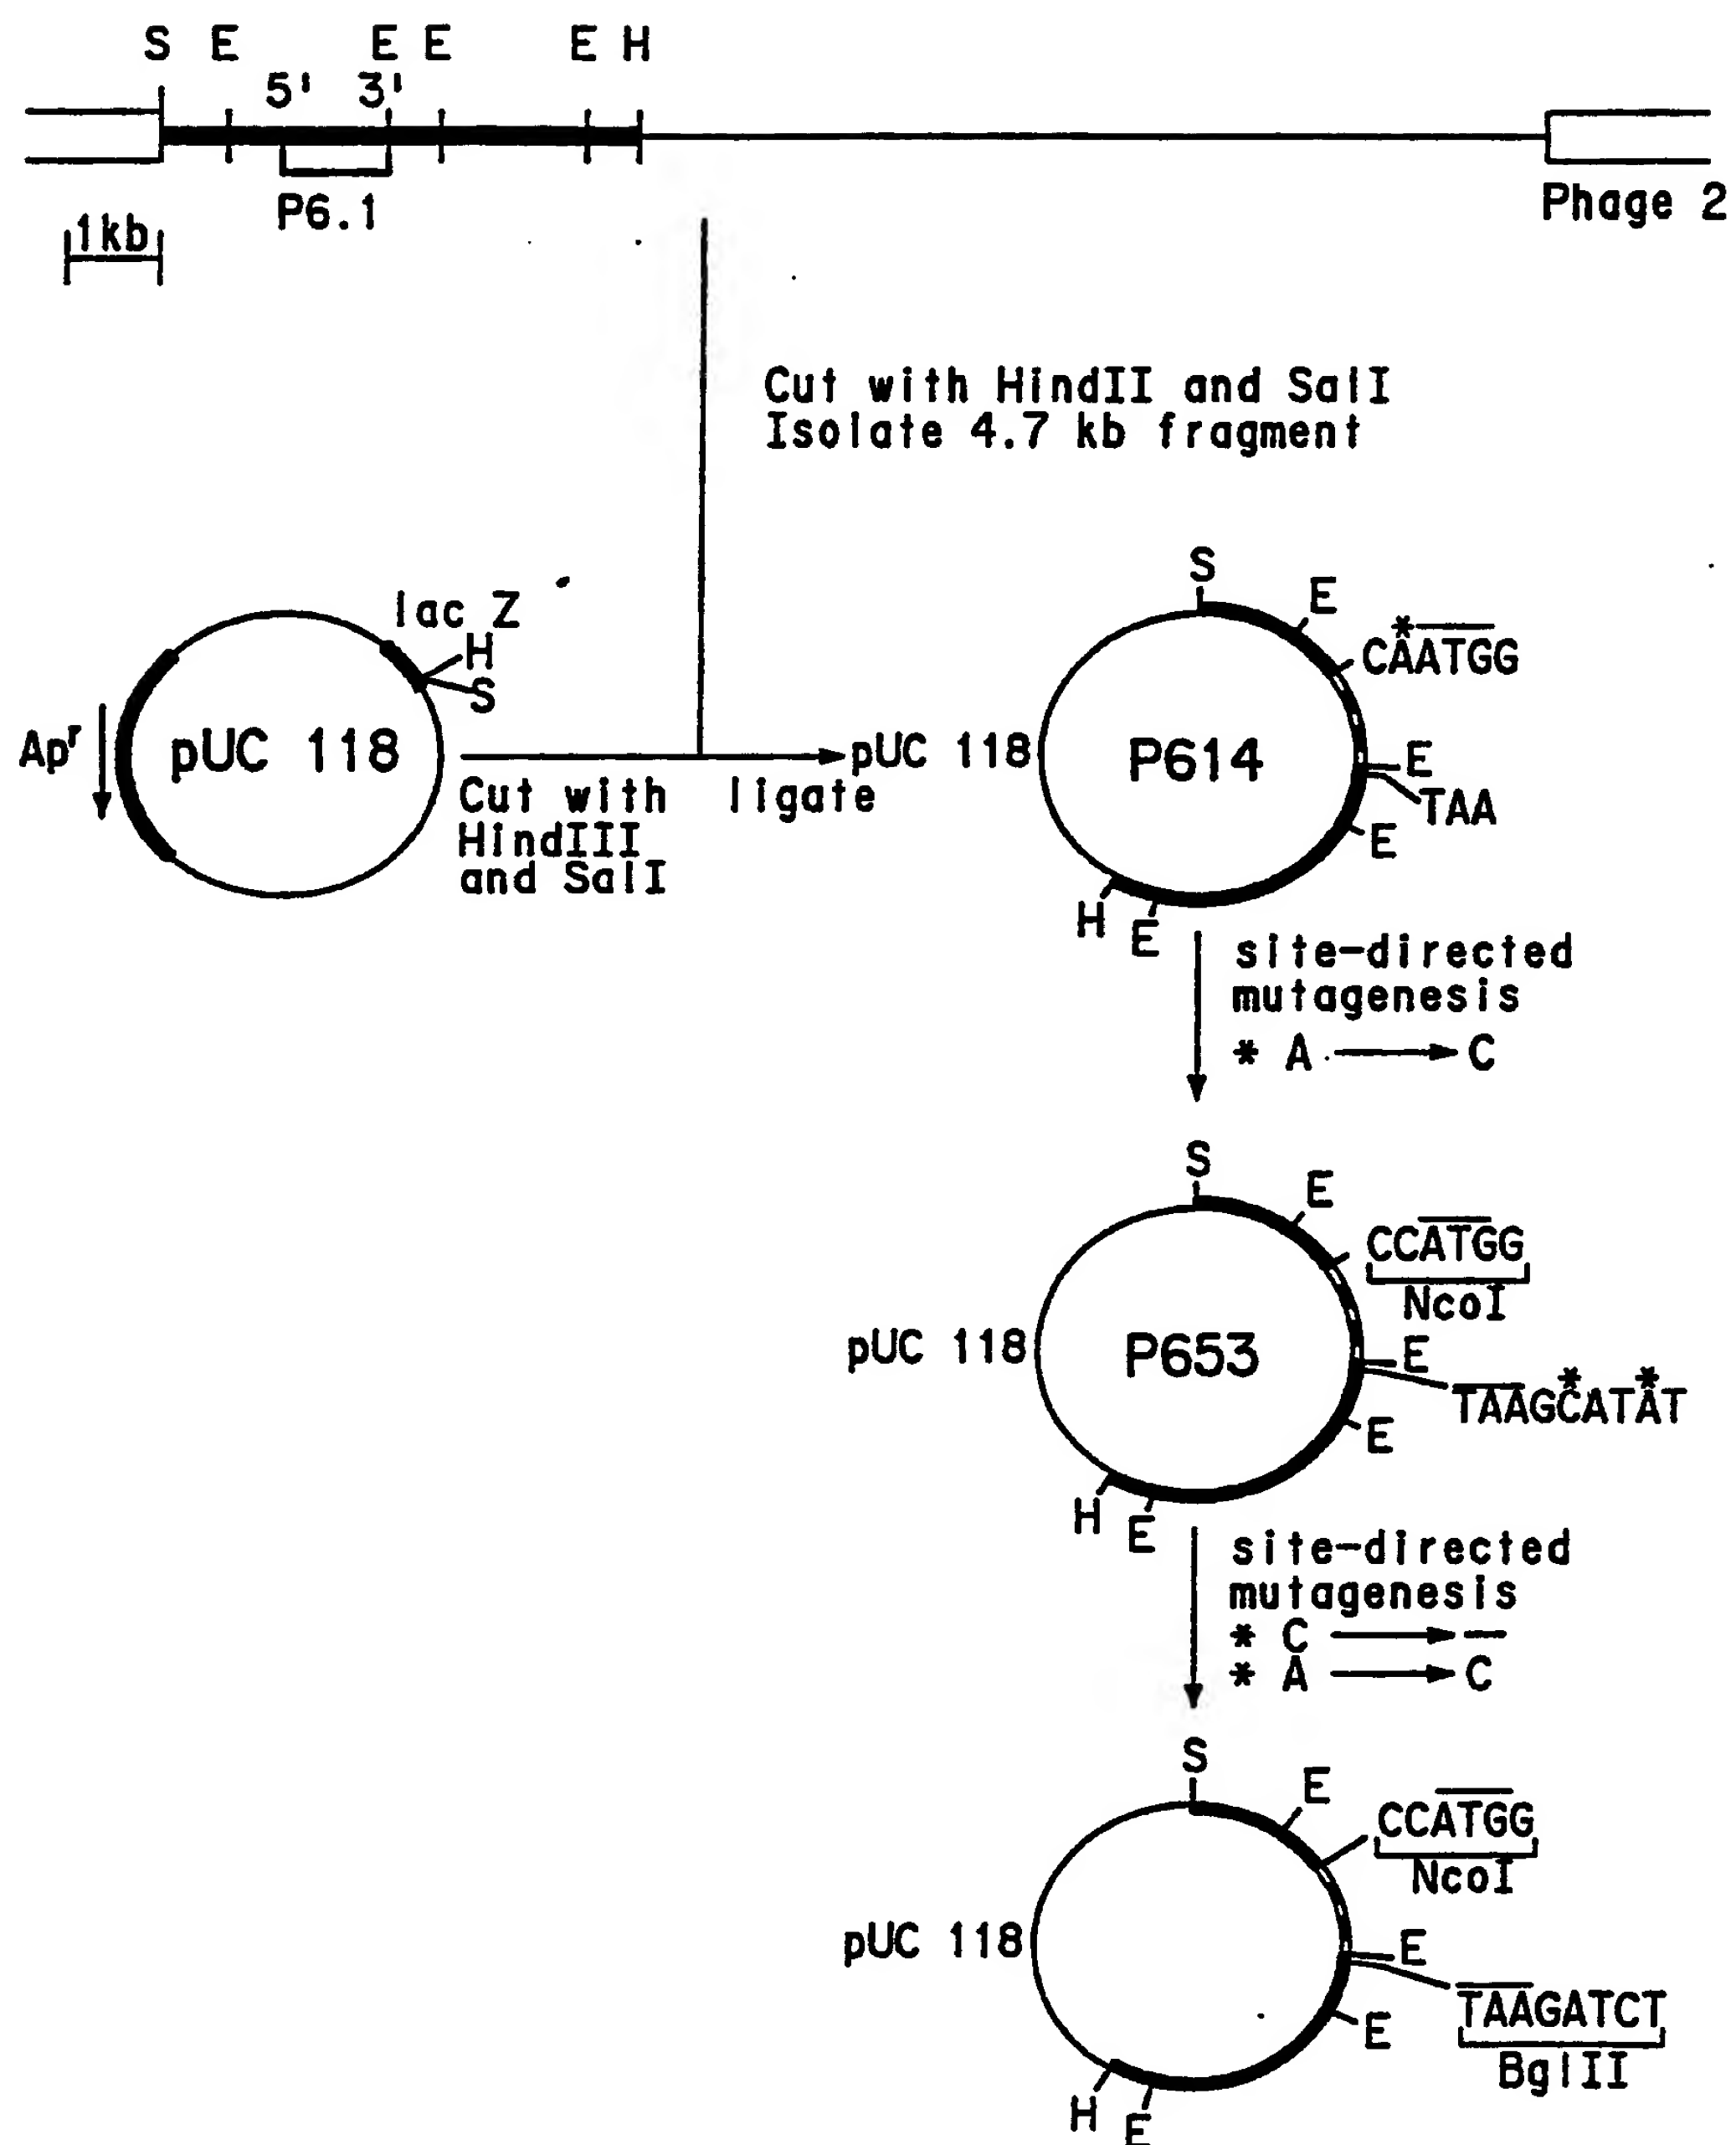 S E E E E H
5' 3'
P6.1
1kb
Phage 2
Cut with HindII and SalI
Isolate 4.7 kb fragment
lac Z
H
S
Apr
pUC 118
Cut with
HindIII
and SalI
ligate
pUC 118
P614
S
E
CAATGG
*
E
TAA
E
H
E
site-directed
mutagenesis
* A → C
S
E
CCATGG
NcoI
pUC 118
P653
E
* *
TAAGCATAT
E
H
E
site-directed
mutagenesis
* C → —
* A → C
S
E
CCATGG
NcoI
pUC 118
E
TAAGATCT
BglII
E
H
E